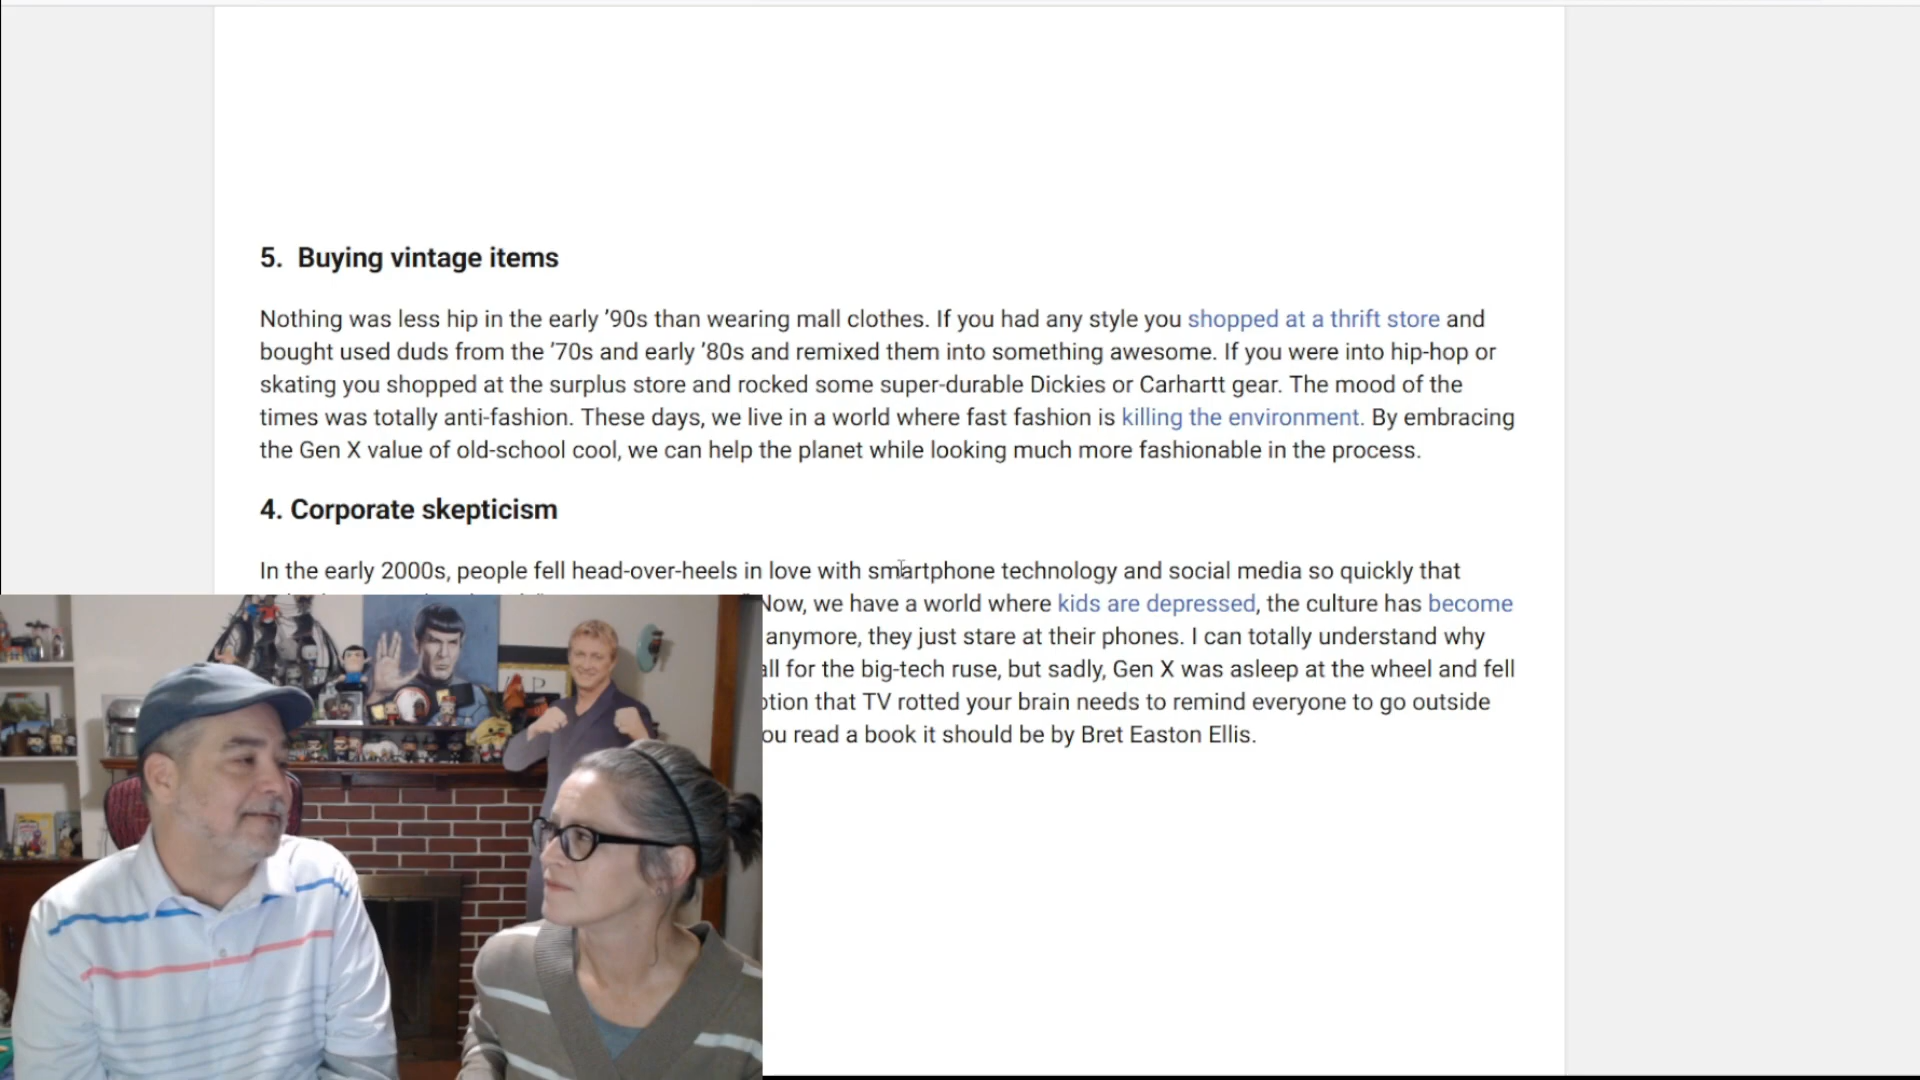 5. Buying vintage items
Nothing was less hip in the early ’90s than wearing mall clothes. If you had any style you shopped at a thrift store and
bought used duds from the ’70s and early ’80s and remixed them into something awesome. If you were into hip-hop or
skating you shopped at the surplus store and rocked some super-durable Dickies or Carhartt gear. The mood of the
times was totally anti-fashion. These days, we live in a world where fast fashion is killing the environment. By embracing
the Gen X value of old-school cool, we can help the planet while looking much more fashionable in the process.
4. Corporate skepticism
In the early 2000s, people fell head-over-heels in love with smartphone technology and social media so quickly that
Now, we have a world where kids are depressed, the culture has become
anymore, they just stare at their phones. I can totally understand why
for the big-tech ruse, but sadly, Gen X was asleep at the wheel and fell
that TV rotted your brain needs to remind everyone to go outside
read a book it should be by Bret Easton Ellis.